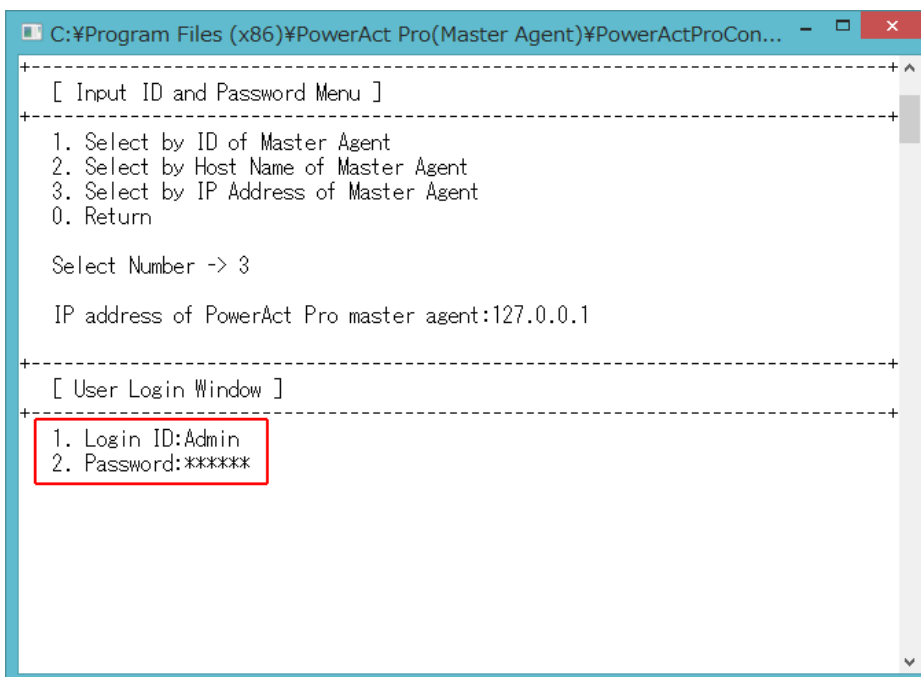 C:¥Program Files (x86)¥PowerAct Pro(Master Agent)¥PowerActProCon...
[ Input ID and Password Menu ]
1. Select by ID of Master Agent
2. Select by Host Name of Master Agent
3. Select by IP Address of Master Agent
0. Return
Select Number -> 3
IP address of PowerAct Pro master agent:127.0.0.1
[ User Login Window ]
1. Login ID:Admin
2. Password:******